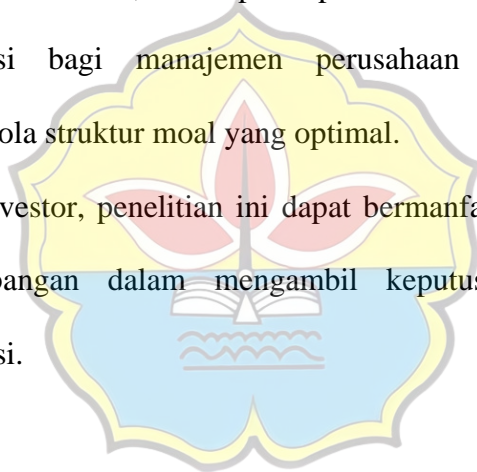 si bagi manajemen perusahaan
ola struktur moal yang optimal.
vestor, penelitian ini dapat bermanfa
bangan dalam mengambil keputus
si.